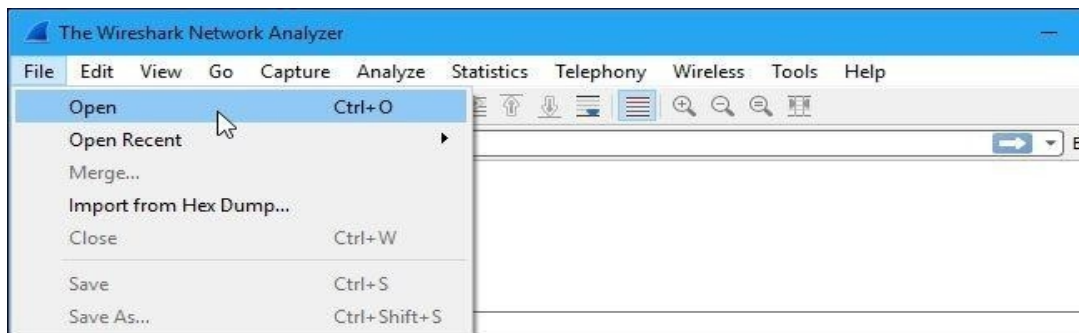 The Wireshark Network Analyzer
File Edit View Go Capture Analyze Statistics Telephony Wireless Tools Help
Open Ctrl+O
Open Recent
Merge...
Import from Hex Dump...
Close Ctrl+W
Save Ctrl+S
Save As... Ctrl+Shift+S